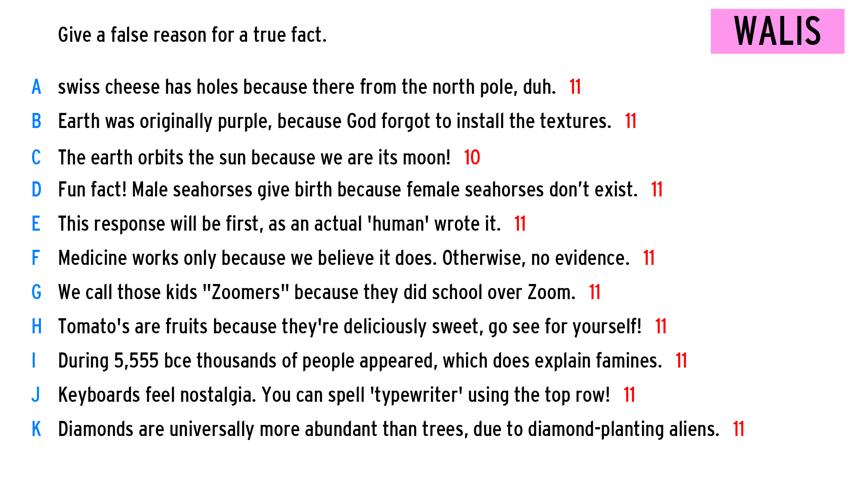 Give a false reason for a true fact.
WALIS
A swiss cheese has holes because there from the north pole, duh. 11
B Earth was originally purple, because God forgot to install the textures. 11
C The earth orbits the sun because we are its moon! 10
D Fun fact! Male seahorses give birth because female seahorses don’t exist. 11
E This response will be first, as an actual 'human' wrote it. 11
F Medicine works only because we believe it does. Otherwise, no evidence. 11
G We call those kids "Zoomers" because they did school over Zoom. 11
H Tomato's are fruits because they're deliciously sweet, go see for yourself! 11
I During 5,555 bce thousands of people appeared, which does explain famines. 11
J Keyboards feel nostalgia. You can spell 'typewriter' using the top row! 11
K Diamonds are universally more abundant than trees, due to diamond-planting aliens. 11